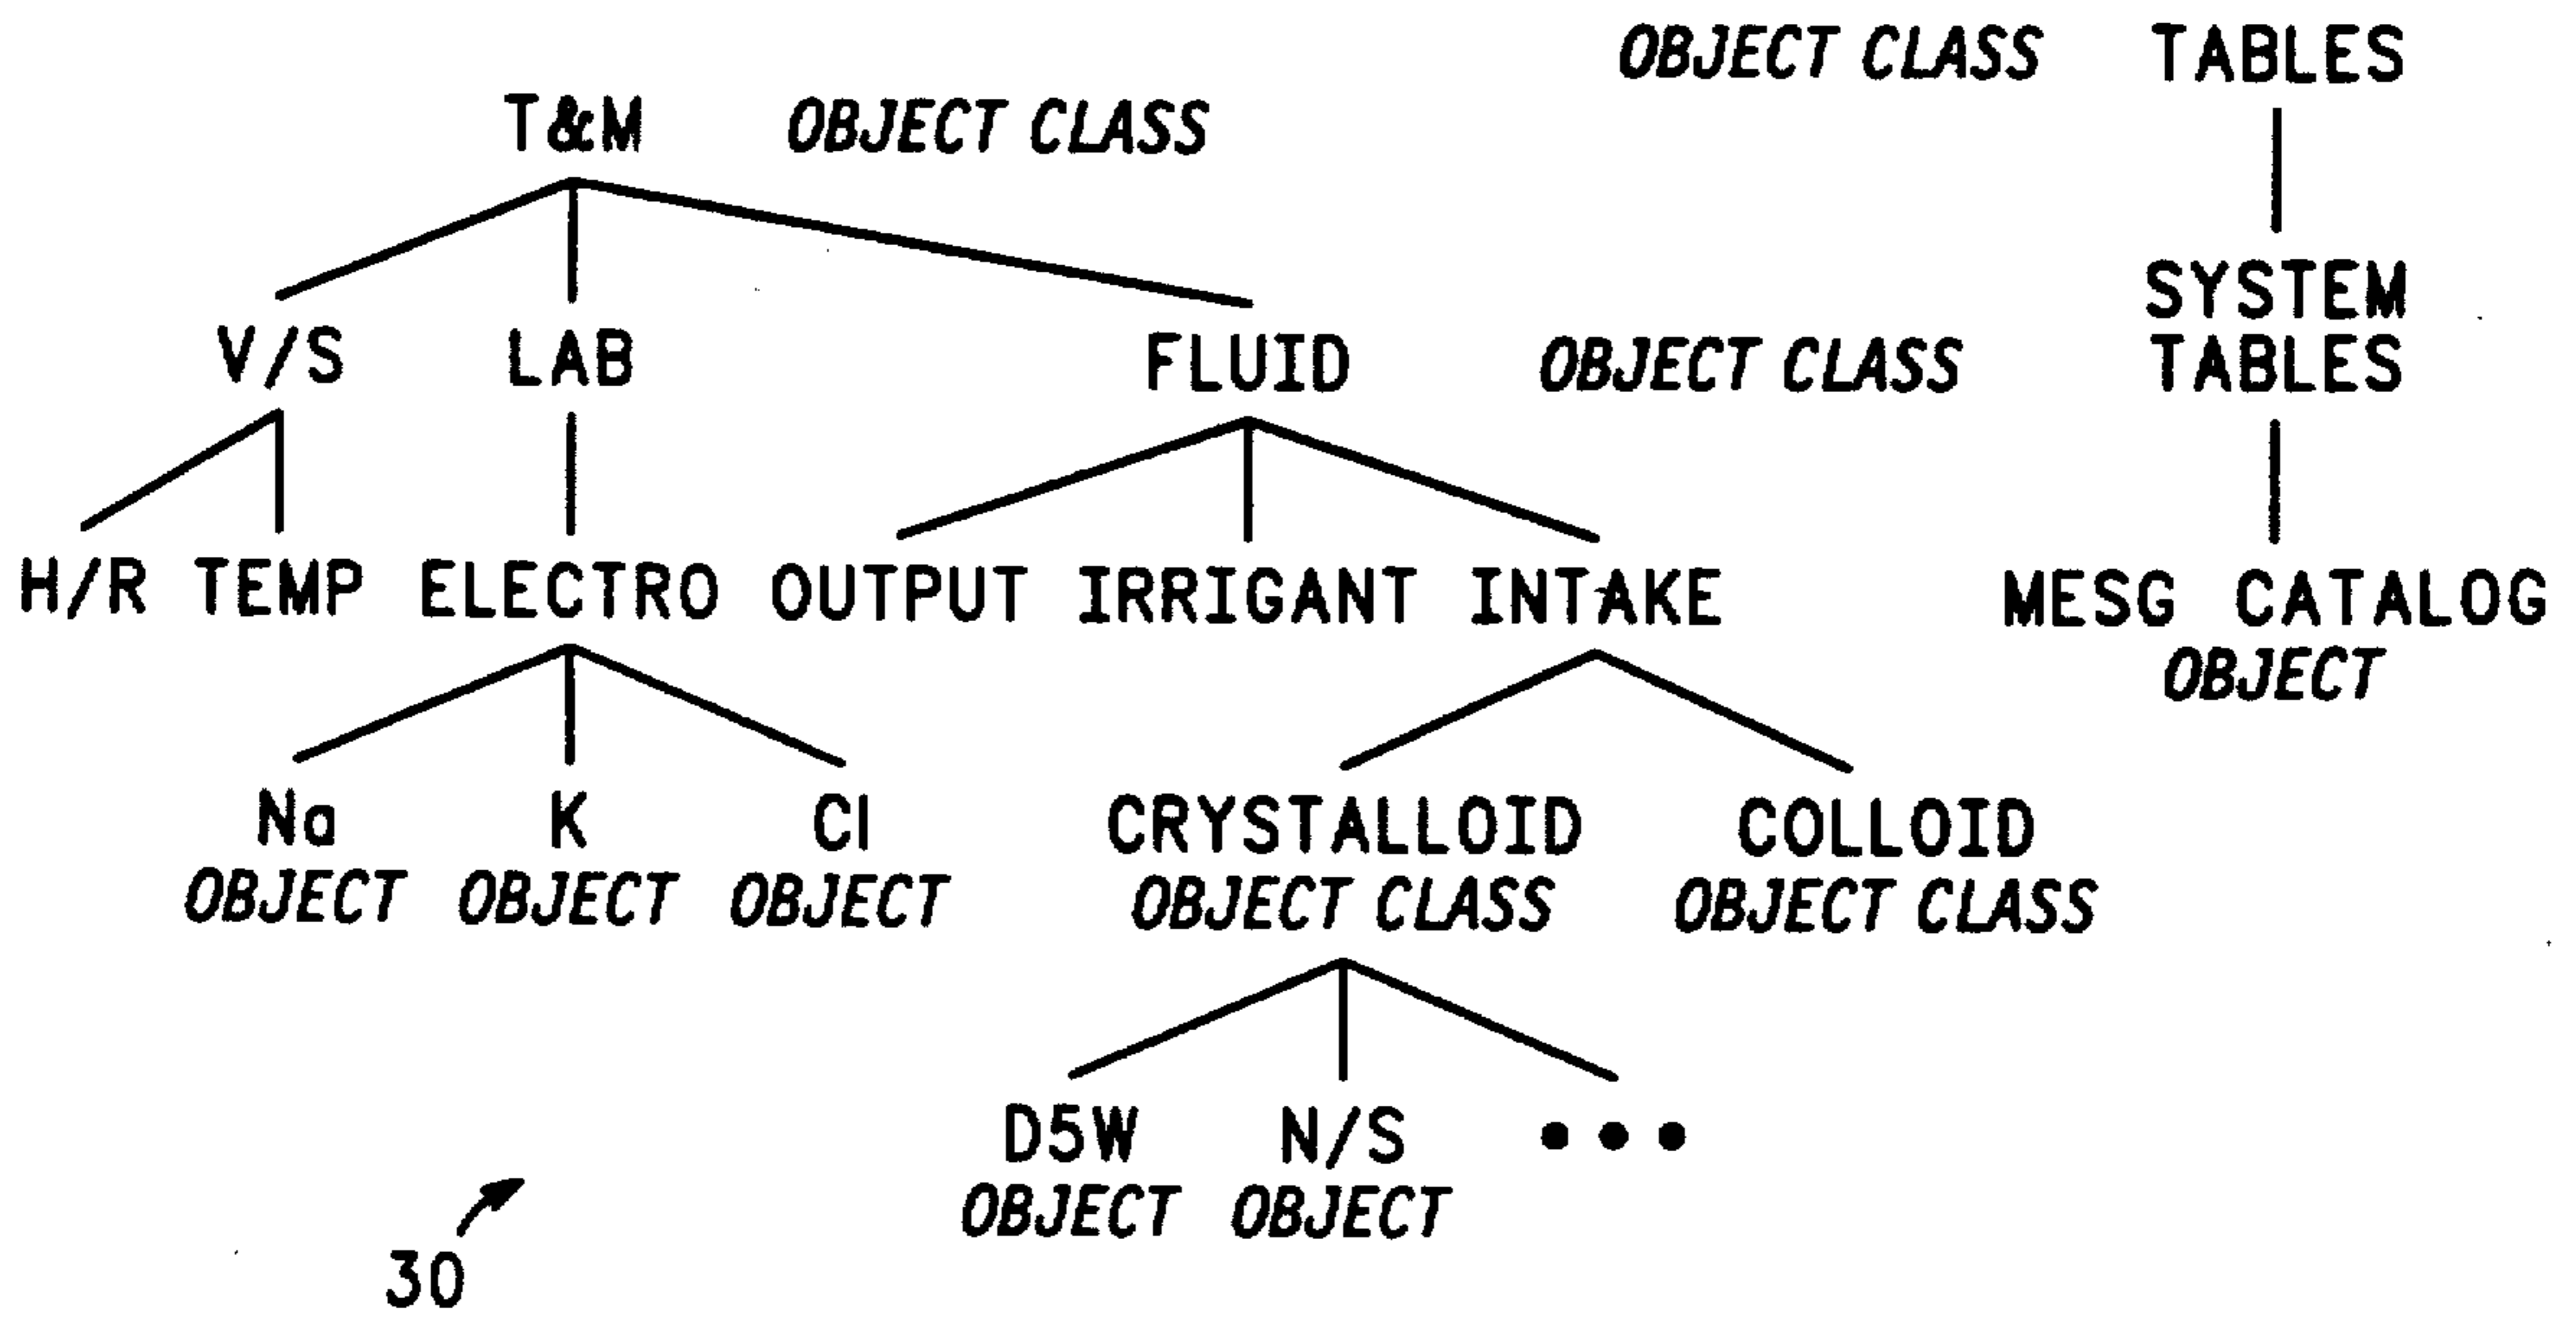 OBJECT CLASS TABLES
T&M OBJECT CLASS
SYSTEM
V/S LAB FLUID OBJECT CLASS TABLES
H/R TEMP ELECTRO OUTPUT IRRIGANT INTAKE MESG CATALOG
OBJECT
Na K Cl CRYSTALLOID COLLOID
OBJECT OBJECT OBJECT OBJECT CLASS OBJECT CLASS
D5W N/S •••
OBJECT OBJECT
30